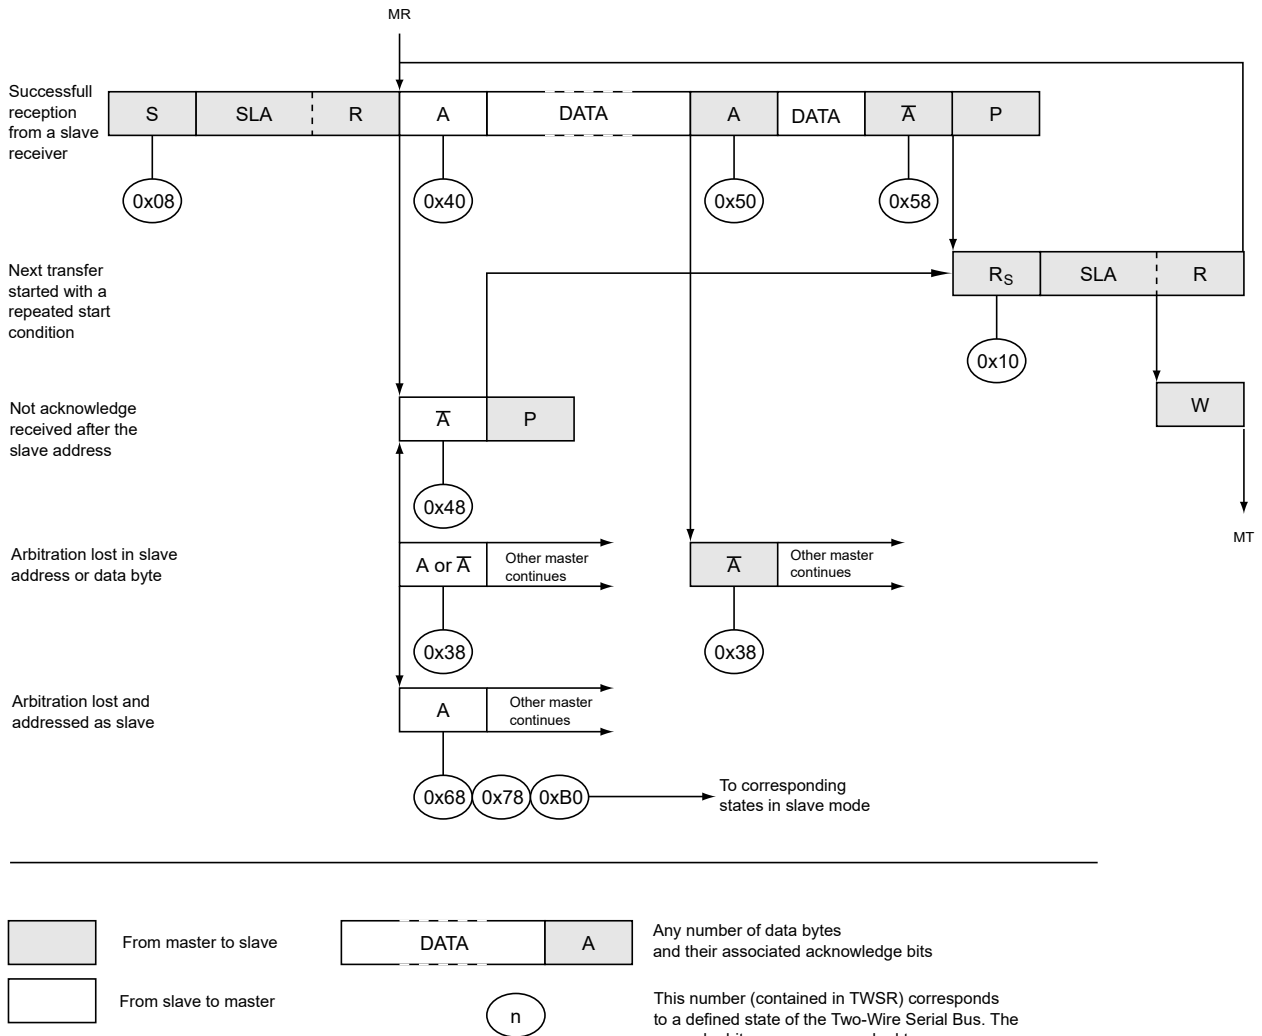 MR
Successfull
reception
from a slave
receiver
S SLA R A DATA A DATA A̅ P
0x08 0x40 0x50 0x58
Next transfer
started with a
repeated start
condition
RS SLA R
0x10
Not acknowledge
received after the
slave address
A̅ P
W
0x48
MT
Arbitration lost in slave
address or data byte
A or A̅
Other master
continues
A̅
Other master
continues
0x38 0x38
Arbitration lost and
addressed as slave
A
Other master
continues
0x68 0x78 0xB0
To corresponding
states in slave mode
From master to slave
DATA A
Any number of data bytes
and their associated acknowledge bits
From slave to master
n
This number (contained in TWSR) corresponds
to a defined state of the Two-Wire Serial Bus. The